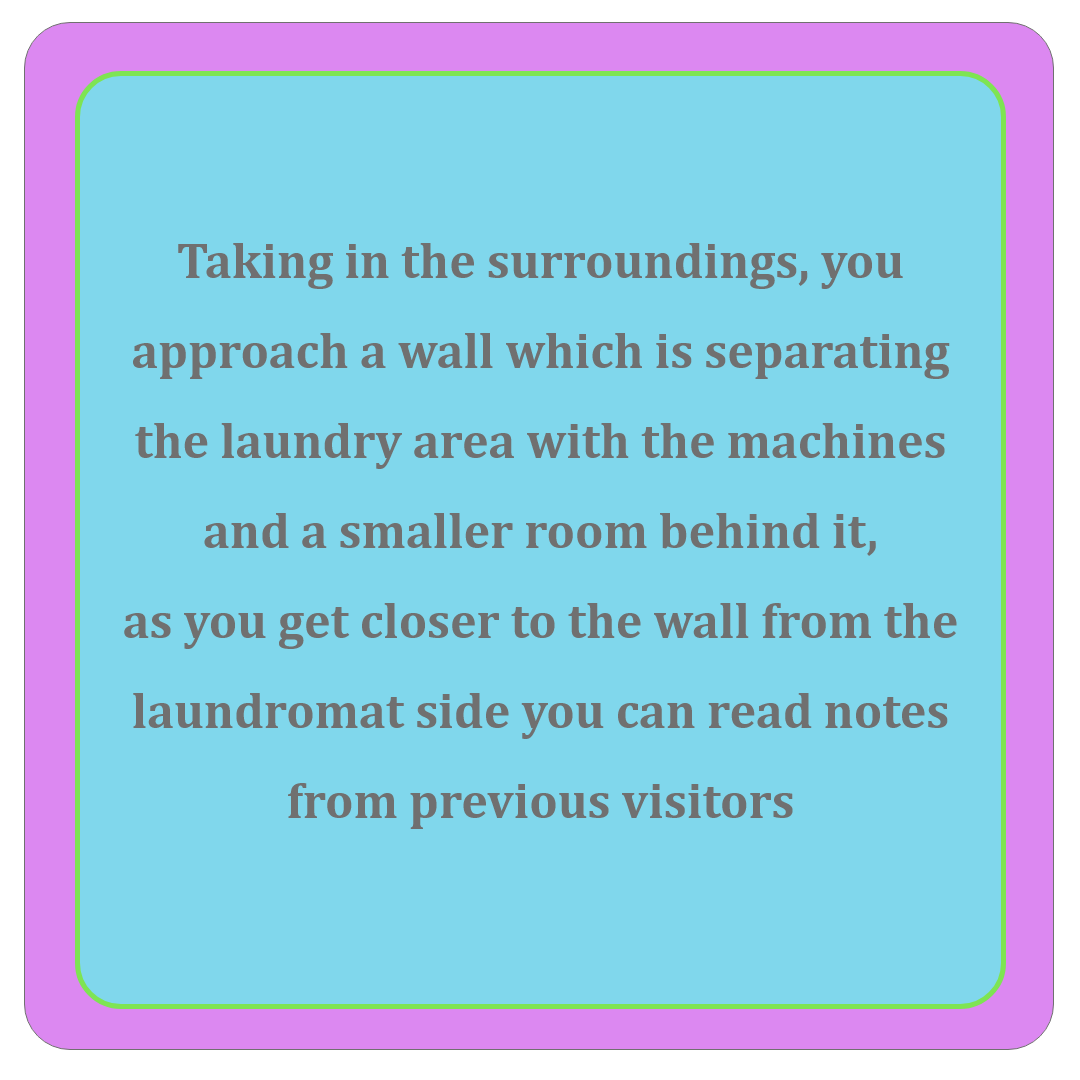 Taking in the surroundings, you
approach a wall which is separating
the laundry area with the machines
and a smaller room behind it,
as you get closer to the wall from the
laundromat side you can read notes
from previous visitors